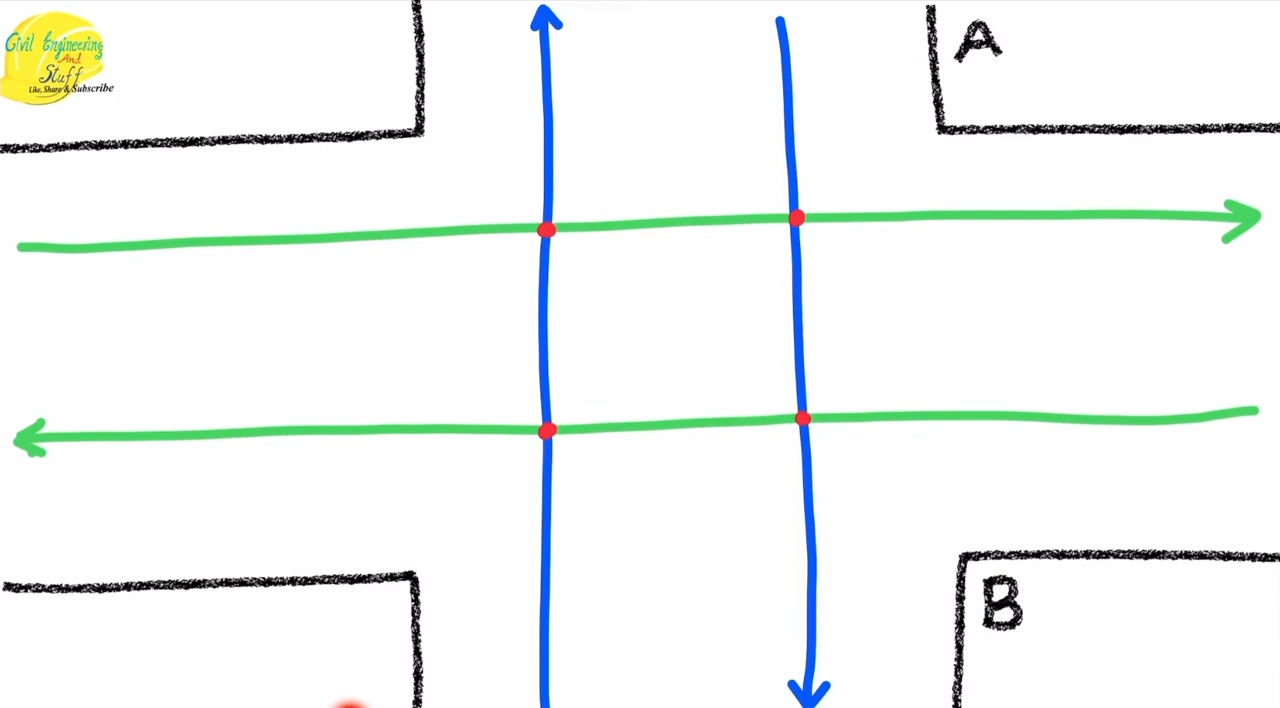 Civil Engineering
And
Stuff
Like, Share & Subscribe
A
B